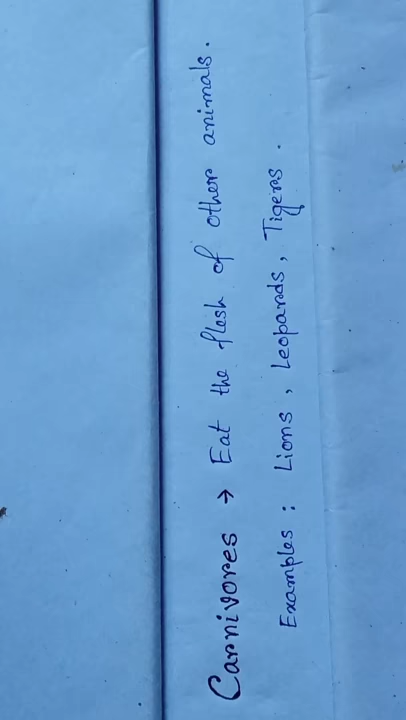 Carnivores → Eat the flesh of other animals.
Examples : Lions , Leopards , Tigers .